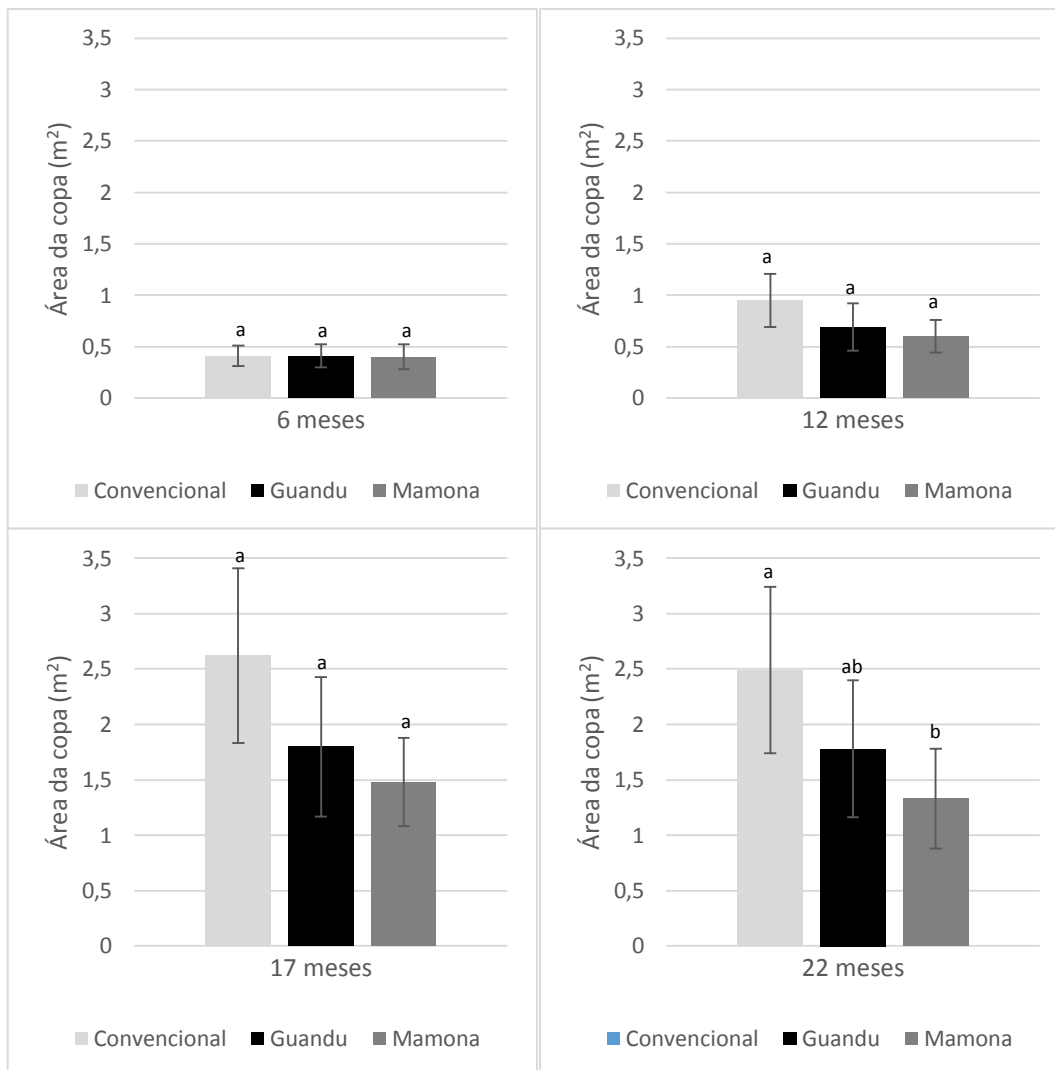 Área da copa (m²)
3,5
3
2,5
2
1,5
1
0,5
0
a a a
6 meses
Convencional Guandu Mamona
Área da copa (m²)
3,5
3
2,5
2
1,5
1
0,5
0
a a a
12 meses
Convencional Guandu Mamona
Área da copa (m²)
3,5
3
2,5
2
1,5
1
0,5
0
a a a
17 meses
Convencional Guandu Mamona
Área da copa (m²)
3,5
3
2,5
2
1,5
1
0,5
0
a ab b
22 meses
Convencional Guandu Mamona